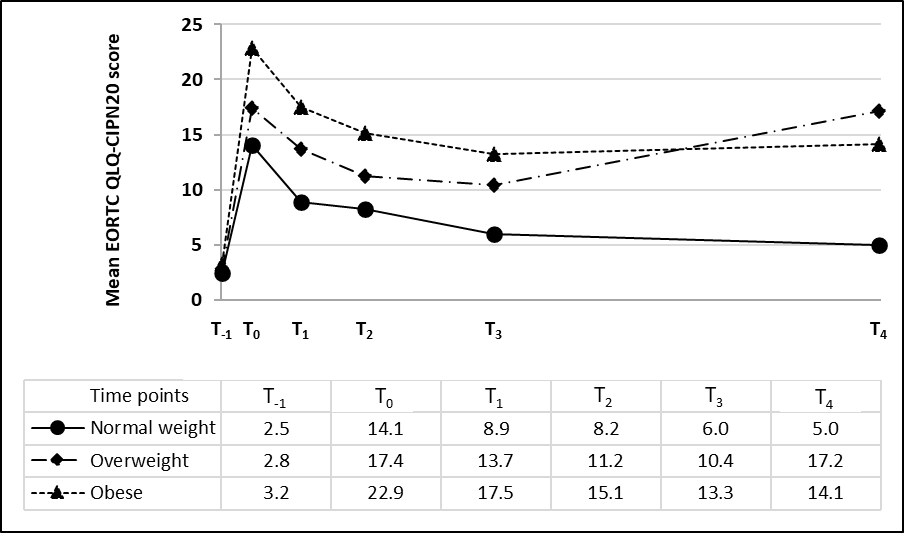 Mean EORTC QLQ-CIPN20 score
25
20
15
10
5
0
T-1 T0 T1 T2 T3 T4
Time points T-1 T0 T1 T2 T3 T4
Normal weight 2.5 14.1 8.9 8.2 6.0 5.0
Overweight 2.8 17.4 13.7 11.2 10.4 17.2
Obese 3.2 22.9 17.5 15.1 13.3 14.1